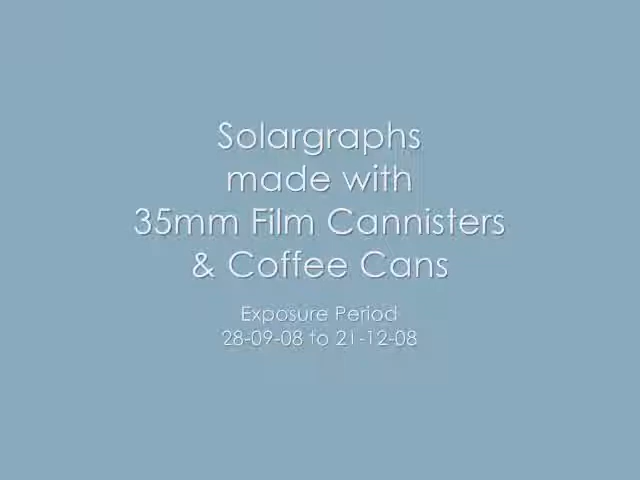 Solargraphs
made with
35mm Film Cannisters
& Coffee Cans
Exposure Period
28-09-08 to 21-12-08